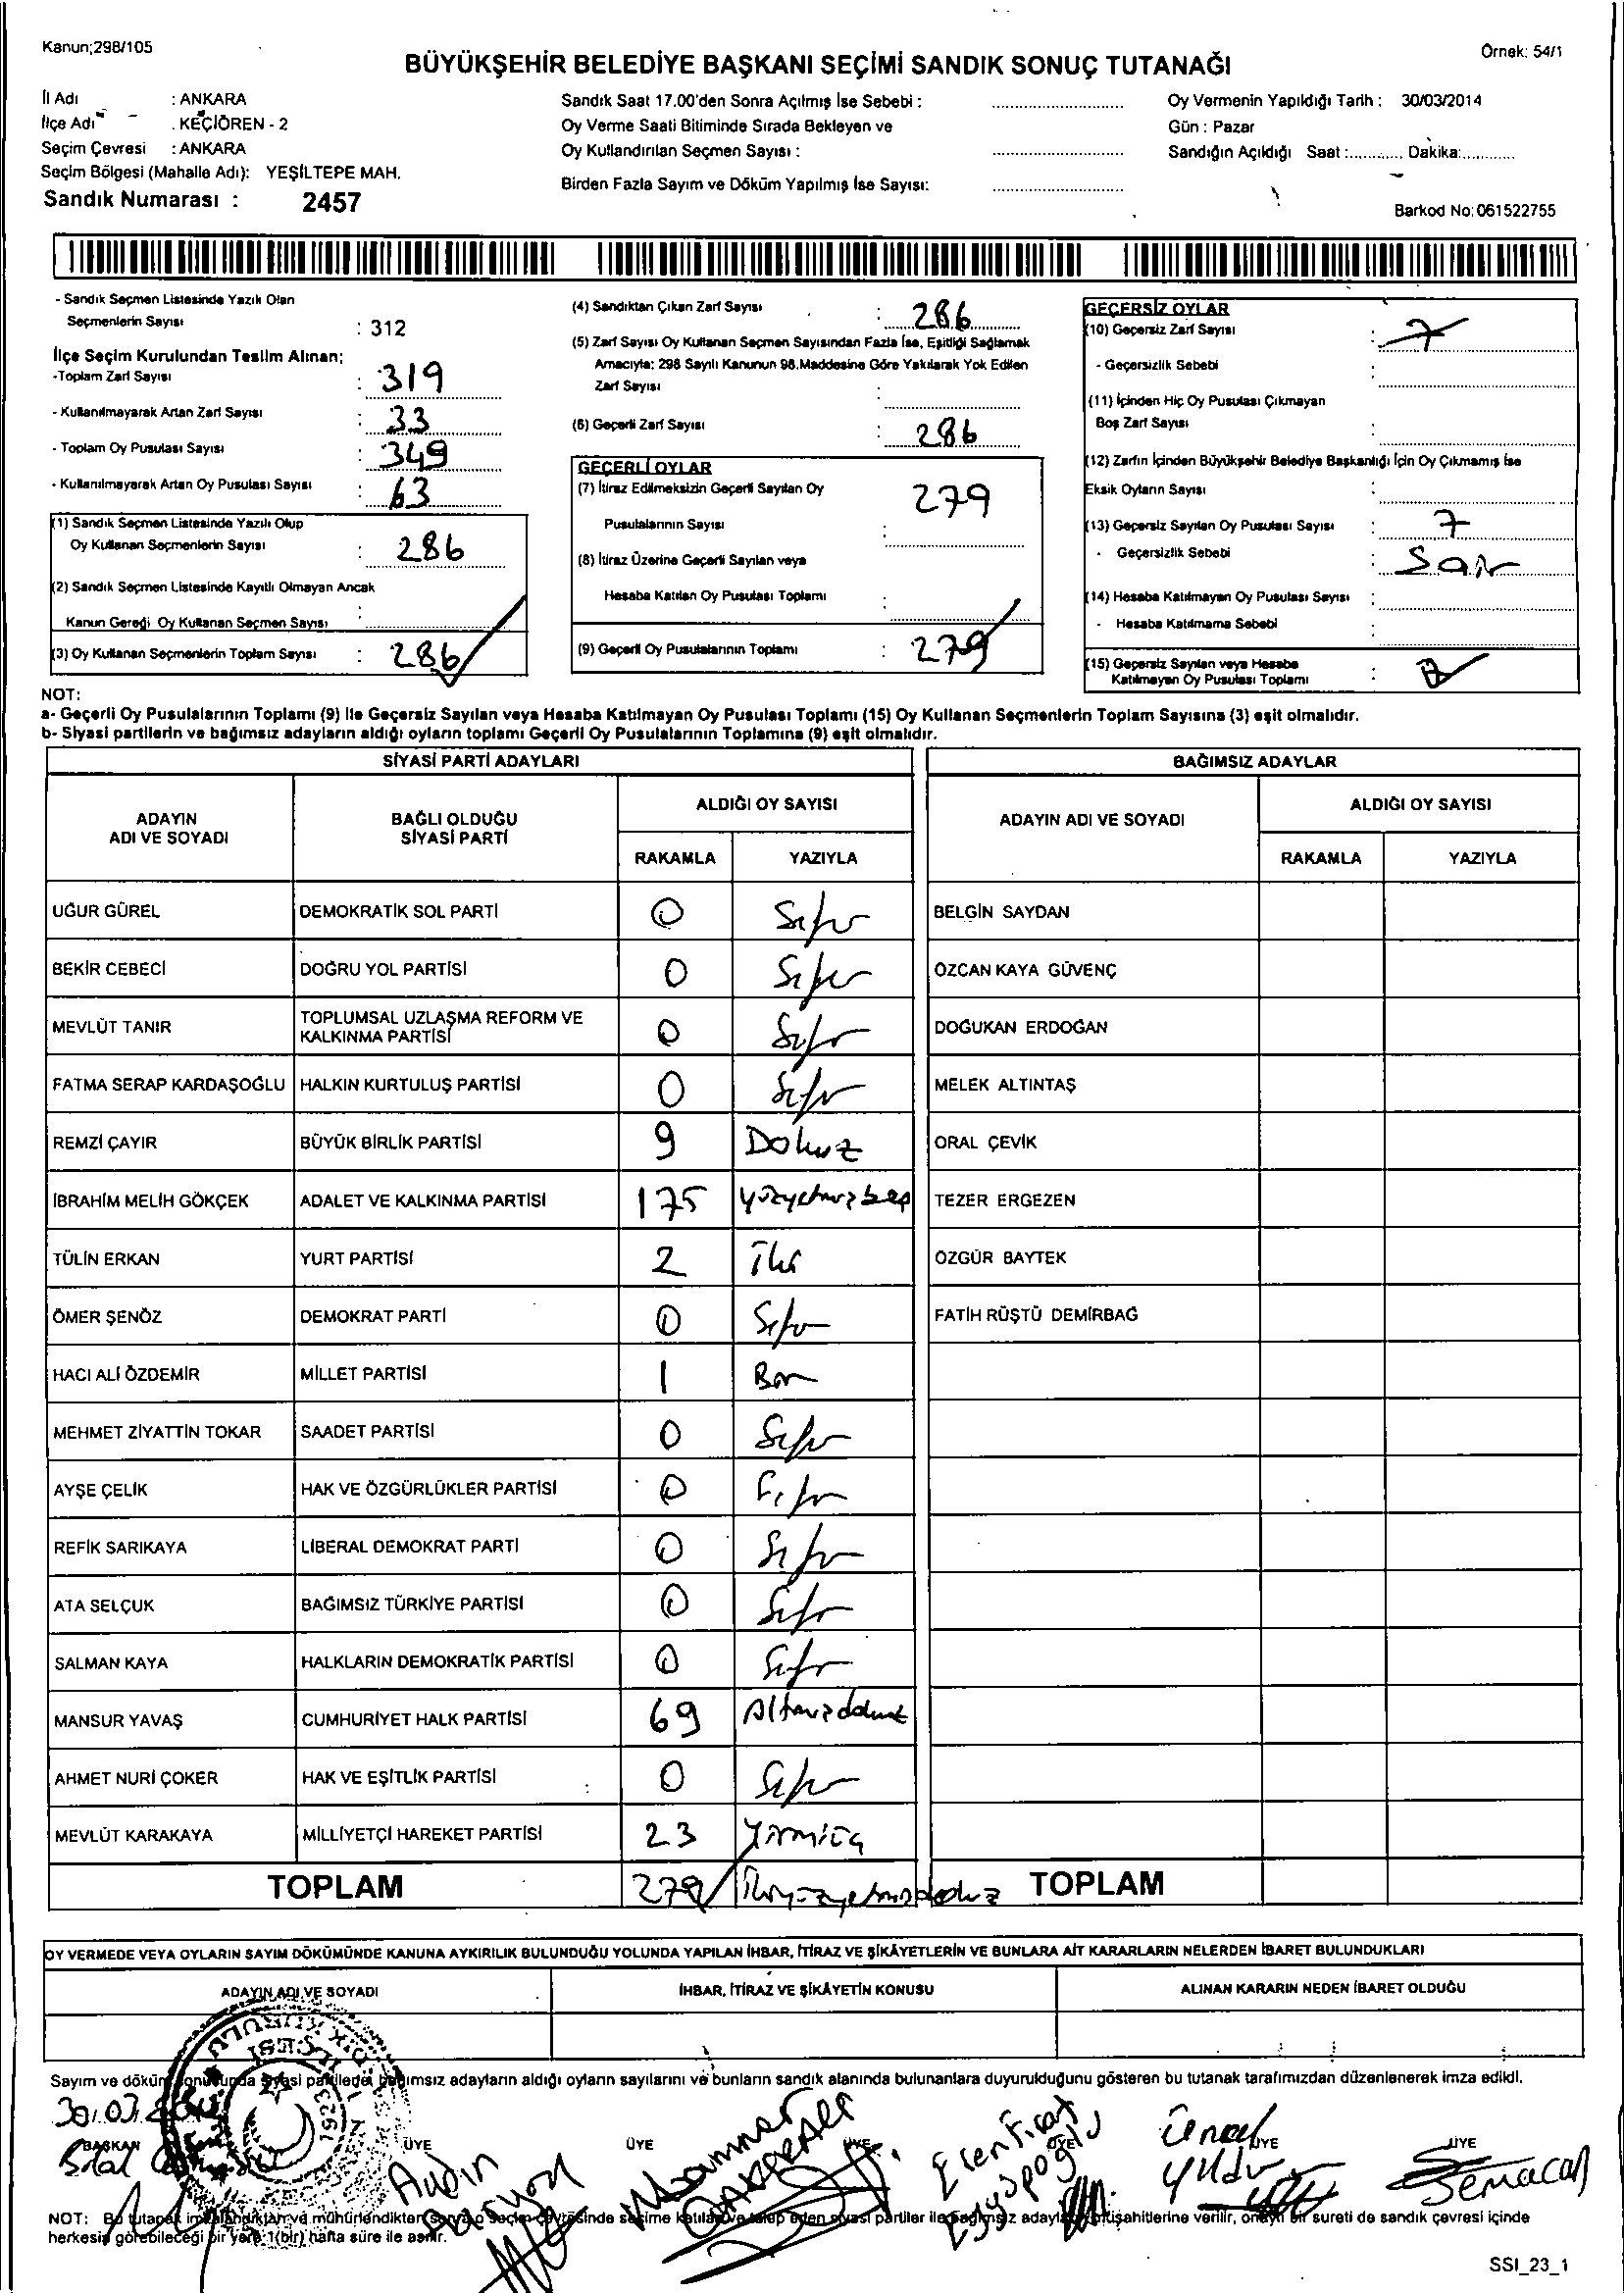 Kanun;298/105
Örnek: 54/1
BÜYÜKŞEHİR BELEDİYE BAŞKANI SEÇİMİ SANDIK SONUÇ TUTANAĞI
İl Adı : ANKARA
İlçe Adı : KEÇİÖREN - 2
Seçim Çevresi : ANKARA
Seçim Bölgesi (Mahalle Adı): YEŞİLTEPE MAH.
Sandık Numarası : 2457
Sandık Saat 17.00'den Sonra Açılmış İse Sebebi :
Oy Verme Saati Bitiminde Sırada Bekleyen ve
Oy Kullandırılan Seçmen Sayısı :
Birden Fazla Sayım ve Döküm Yapılmış İse Sayısı:
Oy Vermenin Yapıldığı Tarih : 30/03/2014
Gün : Pazar
Sandığın Açıldığı Saat :............ Dakika:............
Barkod No:061522755
- Sandık Seçmen Listesinde Yazılı Olan
Seçmenlerin Sayısı : 312
İlçe Seçim Kurulundan Teslim Alınan;
-Toplam Zarf Sayısı : 319
- Kullanılmayarak Artan Zarf Sayısı : 33
- Toplam Oy Pusulası Sayısı : 349
- Kullanılmayarak Artan Oy Pusulası Sayısı : 63
(1) Sandık Seçmen Listesinde Yazılı Olup
Oy Kullanan Seçmenlerin Sayısı : 286
(2) Sandık Seçmen Listesinde Kayıtlı Olmayan Ancak
Kanun Gereği Oy Kullanan Seçmen Sayısı :
(3) Oy Kullanan Seçmenlerin Toplam Sayısı : 286
(4) Sandıktan Çıkan Zarf Sayısı : 286
(5) Zarf Sayısı Oy Kullanan Seçmen Sayısından Fazla İse, Eşitliği Sağlamak
Amacıyla: 298 Sayılı Kanunun 98.Maddesine Göre Yakılarak Yok Edilen
Zarf Sayısı :
(6) Geçerli Zarf Sayısı : 286
GEÇERLİ OYLAR
(7) İtiraz Edilmeksizin Geçerli Sayılan Oy
Pusulalarının Sayısı : 279
(8) İtiraz Üzerine Geçerli Sayılan veya
Hesaba Katılan Oy Pusulası Toplamı :
(9) Geçerli Oy Pusulalarının Toplamı : 279
GEÇERSİZ OYLAR
(10) Geçersiz Zarf Sayısı : 7
- Geçersizlik Sebebi :
(11) İçinden Hiç Oy Pusulası Çıkmayan
Boş Zarf Sayısı :
(12) Zarfın İçinden Büyükşehir Belediye Başkanlığı İçin Oy Çıkmamış İse
Eksik Oyların Sayısı :
(13) Geçersiz Sayılan Oy Pusulası Sayısı : 7
- Geçersizlik Sebebi :
(14) Hesaba Katılmayan Oy Pusulası Sayısı :
- Hesaba Katılmama Sebebi :
(15) Geçersiz Sayılan veya Hesaba
Katılmayan Oy Pusulası Toplamı : 7
NOT:
a- Geçerli Oy Pusulalarının Toplamı (9) ile Geçersiz Sayılan veya Hesaba Katılmayan Oy Pusulası Toplamı (15) Oy Kullanan Seçmenlerin Toplam Sayısına (3) eşit olmalıdır.
b- Siyasi partilerin ve bağımsız adayların aldığı oyların toplamı Geçerli Oy Pusulalarının Toplamına (9) eşit olmalıdır.
SİYASİ PARTİ ADAYLARI
ADAYIN ADI VE SOYADI BAĞLI OLDUĞU SİYASİ PARTİ ALDIĞI OY SAYISI
RAKAMLA YAZIYLA
UĞUR GÜREL DEMOKRATİK SOL PARTİ 0 Sıfır
BEKİR CEBECİ DOĞRU YOL PARTİSİ 0 Sıfır
MEVLÜT TANIR TOPLUMSAL UZLAŞMA REFORM VE KALKINMA PARTİSİ 0 Sıfır
FATMA SERAP KARDAŞOĞLU HALKIN KURTULUŞ PARTİSİ 0 Sıfır
REMZİ ÇAYIR BÜYÜK BİRLİK PARTİSİ 9 Dokuz
İBRAHİM MELİH GÖKÇEK ADALET VE KALKINMA PARTİSİ 175 yüzyetmişbeş
TÜLİN ERKAN YURT PARTİSİ 2 İki
ÖMER ŞENÖZ DEMOKRAT PARTİ 0 Sıfır
HACI ALİ ÖZDEMİR MİLLET PARTİSİ 1 Bir
MEHMET ZİYATTİN TOKAR SAADET PARTİSİ 0 Sıfır
AYŞE ÇELİK HAK VE ÖZGÜRLÜKLER PARTİSİ 0 Sıfır
REFİK SARIKAYA LİBERAL DEMOKRAT PARTİ 0 Sıfır
ATA SELÇUK BAĞIMSIZ TÜRKİYE PARTİSİ 0 Sıfır
SALMAN KAYA HALKLARIN DEMOKRATİK PARTİSİ 0 Sıfır
MANSUR YAVAŞ CUMHURİYET HALK PARTİSİ 69 Altmışdokuz
AHMET NURİ ÇOKER HAK VE EŞİTLİK PARTİSİ 0 Sıfır
MEVLÜT KARAKAYA MİLLİYETÇİ HAREKET PARTİSİ 23 Yirmiüç
TOPLAM 279 İkiyüzyetmişdokuz
BAĞIMSIZ ADAYLAR
ADAYIN ADI VE SOYADI ALDIĞI OY SAYISI
RAKAMLA YAZIYLA
BELGİN SAYDAN
ÖZCAN KAYA GÜVENÇ
DOĞUKAN ERDOĞAN
MELEK ALTINTAŞ
ORAL ÇEVİK
TEZER ERGEZEN
ÖZGÜR BAYTEK
FATİH RÜŞTÜ DEMİRBAĞ
TOPLAM
OY VERMEDE VEYA OYLARIN SAYIM DÖKÜMÜNDE KANUNA AYKIRILIK BULUNDUĞU YOLUNDA YAPILAN İHBAR, İTİRAZ VE ŞİKÂYETLERİN VE BUNLARA AİT KARARLARIN NELERDEN İBARET BULUNDUKLARI
ADAYIN ADI VE SOYADI İHBAR, İTİRAZ VE ŞİKÂYETİN KONUSU ALINAN KARARIN NEDEN İBARET OLDUĞU
Sayım ve döküm sonucunda siyasi partilerle bağımsız adayların aldığı oyların sayılarını ve bunların sandık alanında bulunanlara duyurulduğunu gösteren bu tutanak tarafımızdan düzenlenerek imza edildi.
BAŞKAN ÜYE ÜYE ÜYE ÜYE ÜYE ÜYE
Aydın
Muammer
Eren Fırat Eyyüpoğlu
NOT: Bu tutanak imzalandıktan ve mühürlendikten sonra o seçim çevresinde seçime katılan ve talep eden siyasi partiler ile bağımsız aday müşahitlerine verilir, onaylı bir sureti de sandık çevresi içinde
herkesin görebileceği bir yere 1(bir) hafta süre ile asılır.
SSI_23_1